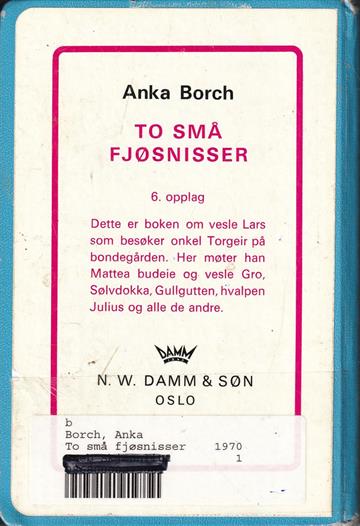 Anka Borch
TO SMÅ
FJØSNISSER
6. opplag
Dette er boken om vesle Lars
som besøker onkel Torgeir på
bondegården. Her møter han
Mattea budeie og vesle Gro,
Sølvdokka, Gullgutten, hvalpen
Julius og alle de andre.
DAMM
N. W. DAMM & SØN
OSLO
b
Borch, Anka
To små fjøsnisser 1970
1